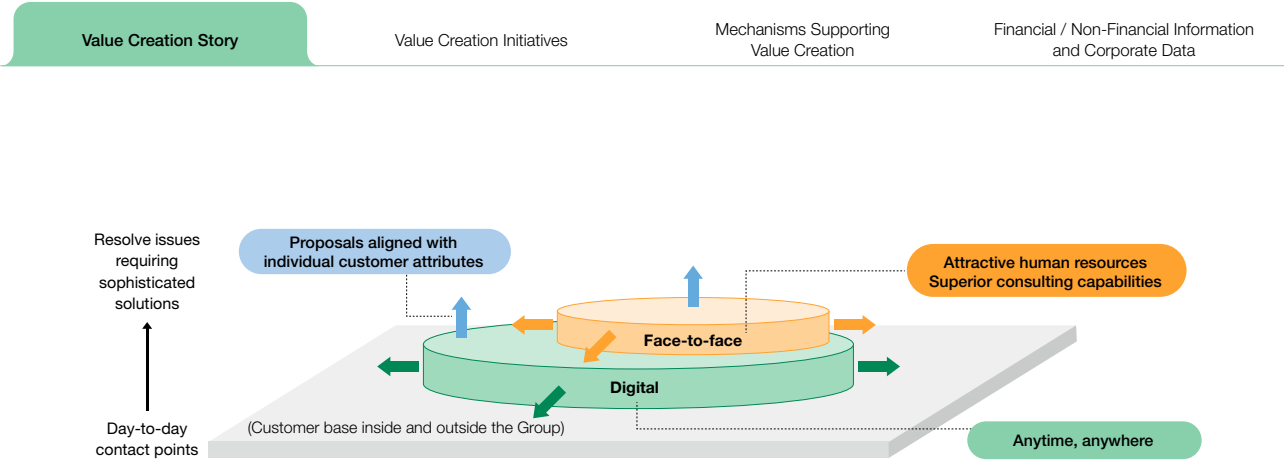 Value Creation Story
Value Creation Initiatives
Mechanisms Supporting
Value Creation
Financial / Non-Financial Information
and Corporate Data
Resolve issues
requiring
sophisticated
solutions
Proposals aligned with
individual customer attributes
Attractive human resources
Superior consulting capabilities
Face-to-face
Digital
(Customer base inside and outside the Group)
Day-to-day
contact points
Anytime, anywhere